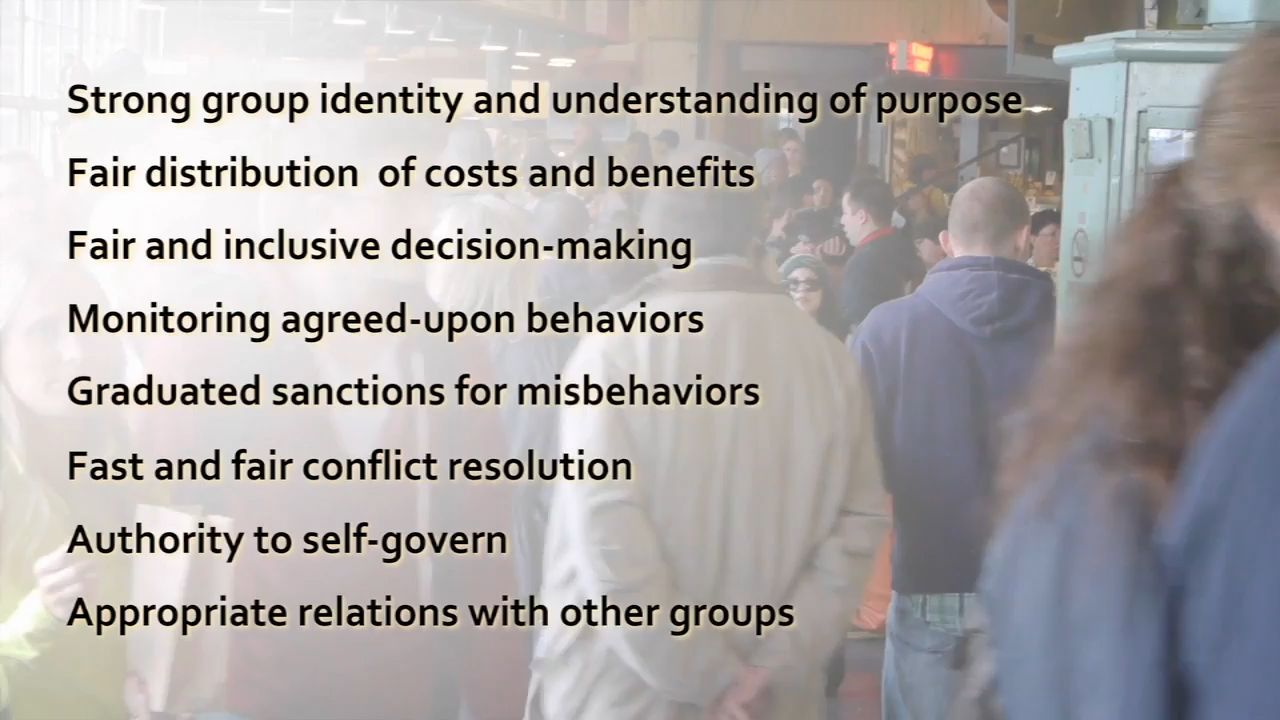 Strong group identity and understanding of purpose
Fair distribution  of costs and benefits
Fair and inclusive decision-making
Monitoring agreed-upon behaviors
Graduated sanctions for misbehaviors
Fast and fair conflict resolution
Authority to self-govern
Appropriate relations with other groups